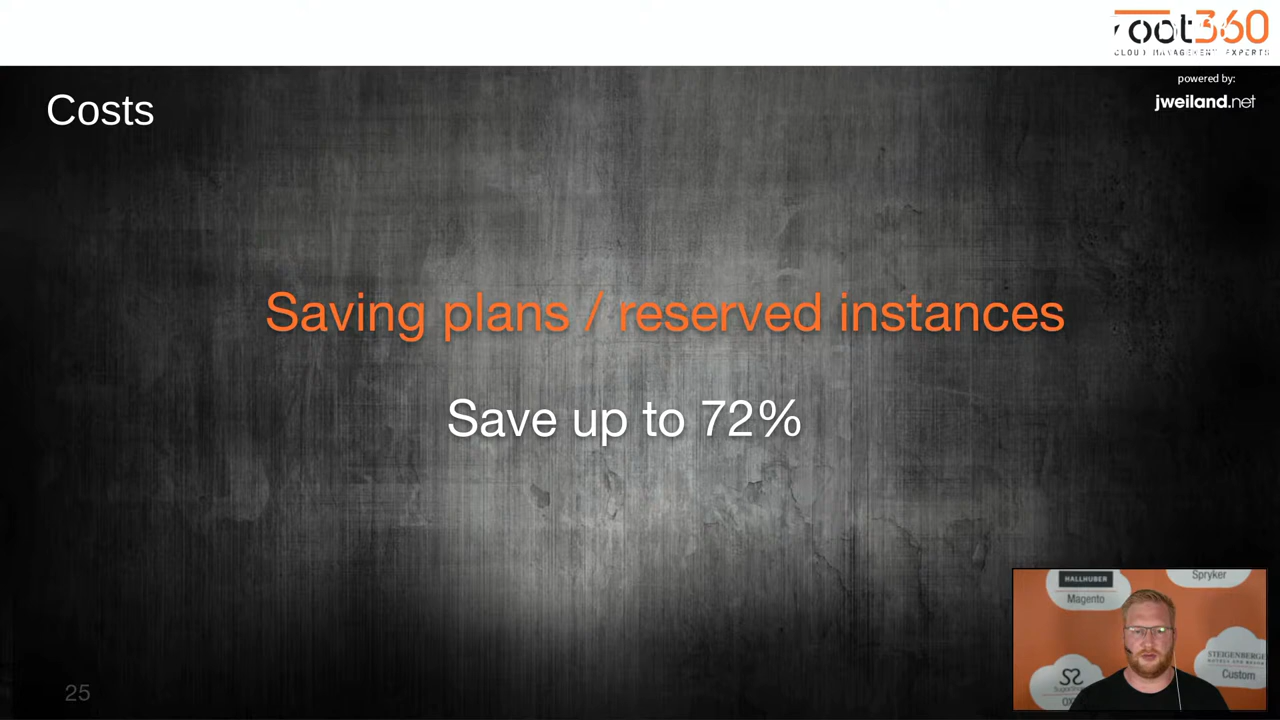 root360
CLOUD MANAGEMENT EXPERTS
powered by:
jweiland.net
Costs
Saving plans / reserved instances
Save up to 72%
HALLHUBER
Magento
Spryker
Custom
25